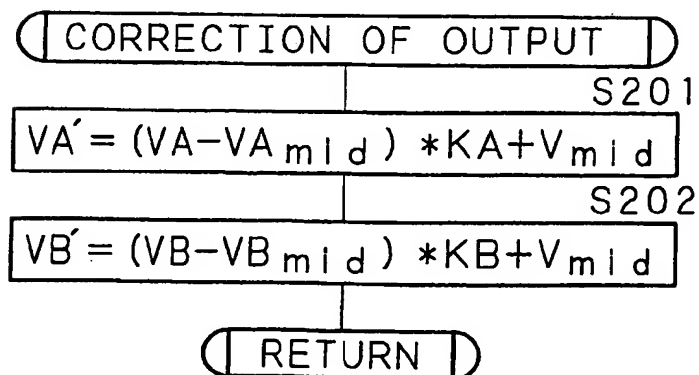 CORRECTION OF OUTPUT
S201
VA′= (VA-VAmid) *KA+Vmid
S202
VB′= (VB-VBmid) *KB+Vmid
RETURN